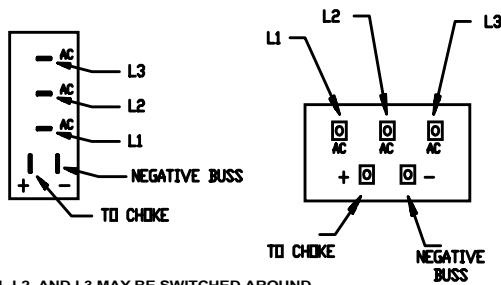 AC
L3
AC
L2
AC
L1
NEGATIVE BUSS
+ -
TO CHOKE
L2
L3
L1
AC AC AC
+ -
TO CHOKE
NEGATIVE
BUSS
L2, AND L3 MAY BE SWITCHED AROUND